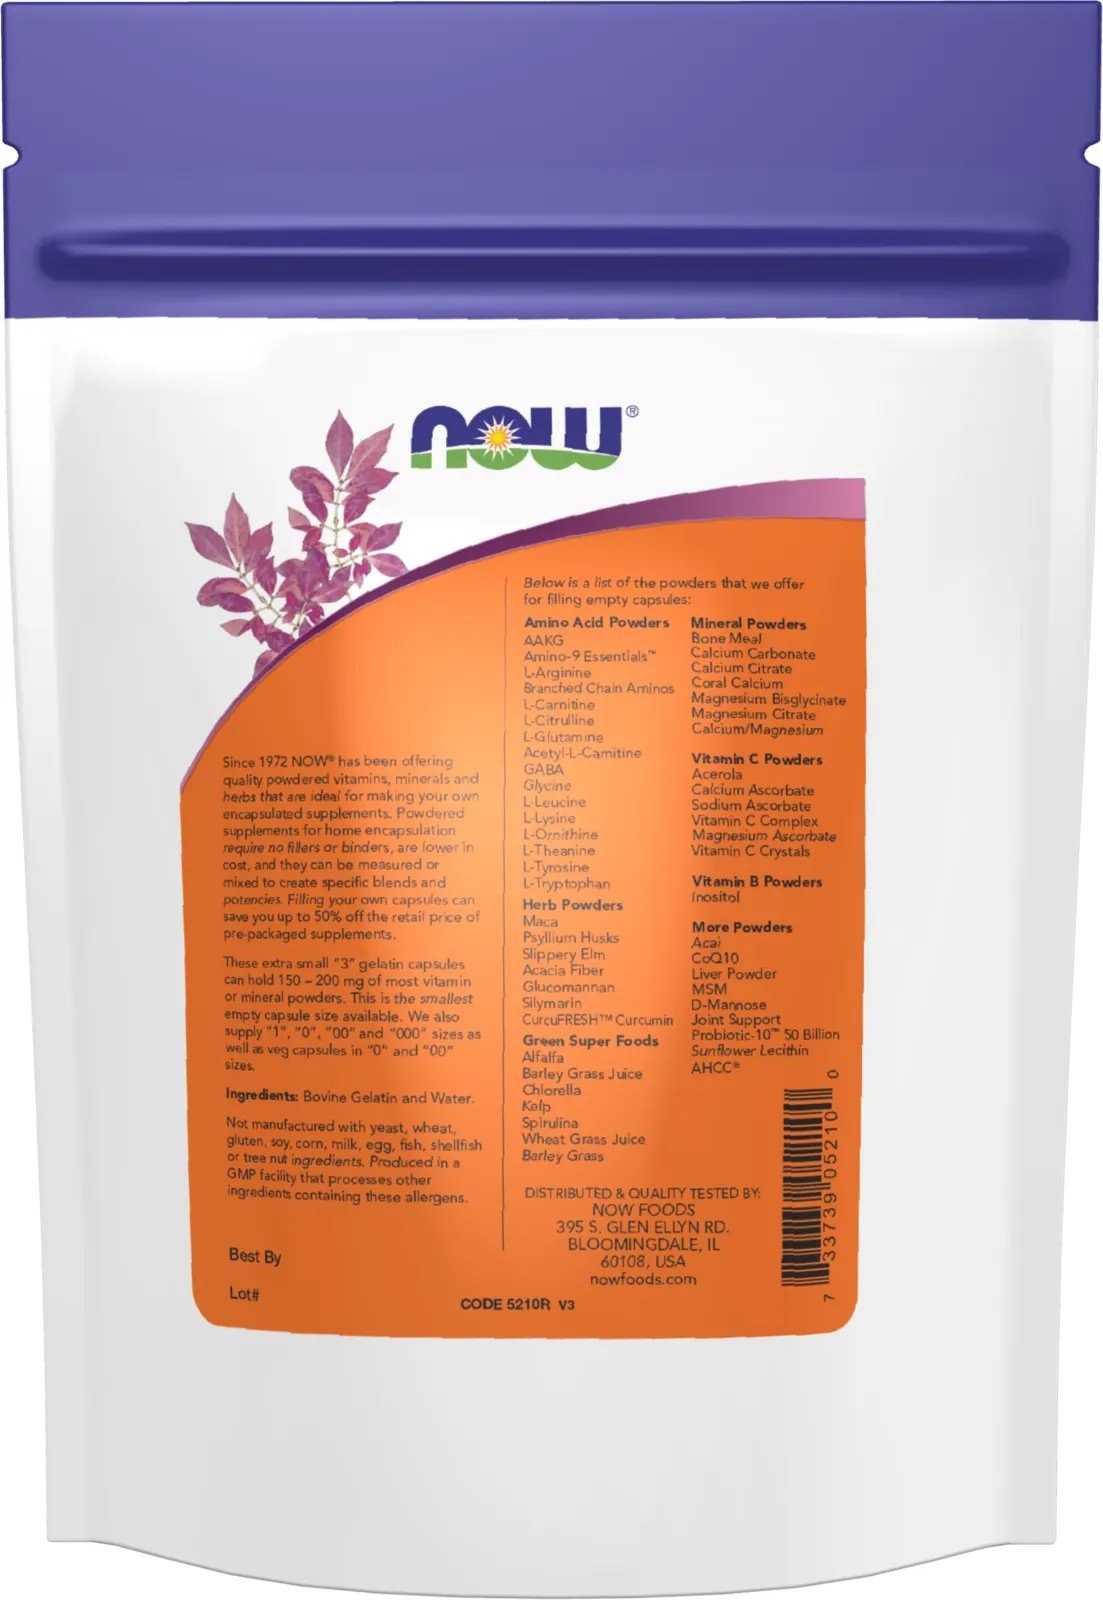 now®
Since 1972 NOW® has been offering
quality powdered vitamins, minerals and
herbs that are ideal for making your own
encapsulated supplements. Powdered
supplements for home encapsulation
require no fillers or binders, are lower in
cost, and they can be measured or
mixed to create specific blends and
potencies. Filling your own capsules can
save you up to 50% off the retail price of
pre-packaged supplements.
These extra small "3" gelatin capsules
can hold 150 – 200 mg of most vitamin
or mineral powders. This is the smallest
empty capsule size available. We also
supply "1", "0", "00" and "000" sizes as
well as veg capsules in "0" and "00"
sizes.
Ingredients: Bovine Gelatin and Water.
Not manufactured with yeast, wheat,
gluten, soy, corn, milk, egg, fish, shellfish
or tree nut ingredients. Produced in a
GMP facility that processes other
ingredients containing these allergens.
Best By
Lot#
Below is a list of the powders that we offer
for filling empty capsules:
Amino Acid Powders
AAKG
Amino-9 Essentials™
L-Arginine
Branched Chain Aminos
L-Carnitine
L-Citrulline
L-Glutamine
Acetyl-L-Carnitine
GABA
Glycine
L-Leucine
L-Lysine
L-Ornithine
L-Theanine
L-Tyrosine
L-Tryptophan
Herb Powders
Maca
Psyllium Husks
Slippery Elm
Acacia Fiber
Glucomannan
Silymarin
CurcuFRESH™ Curcumin
Green Super Foods
Alfalfa
Barley Grass Juice
Chlorella
Kelp
Spirulina
Wheat Grass Juice
Barley Grass
Mineral Powders
Bone Meal
Calcium Carbonate
Calcium Citrate
Coral Calcium
Magnesium Bisglycinate
Magnesium Citrate
Calcium/Magnesium
Vitamin C Powders
Acerola
Calcium Ascorbate
Sodium Ascorbate
Vitamin C Complex
Magnesium Ascorbate
Vitamin C Crystals
Vitamin B Powders
Inositol
More Powders
Acai
CoQ10
Liver Powder
MSM
D-Mannose
Joint Support
Probiotic-10™ 50 Billion
Sunflower Lecithin
AHCC®
7 33739 05210 0
DISTRIBUTED & QUALITY TESTED BY:
NOW FOODS
395 S. GLEN ELLYN RD.
BLOOMINGDALE, IL
60108, USA
nowfoods.com
CODE 5210R V3